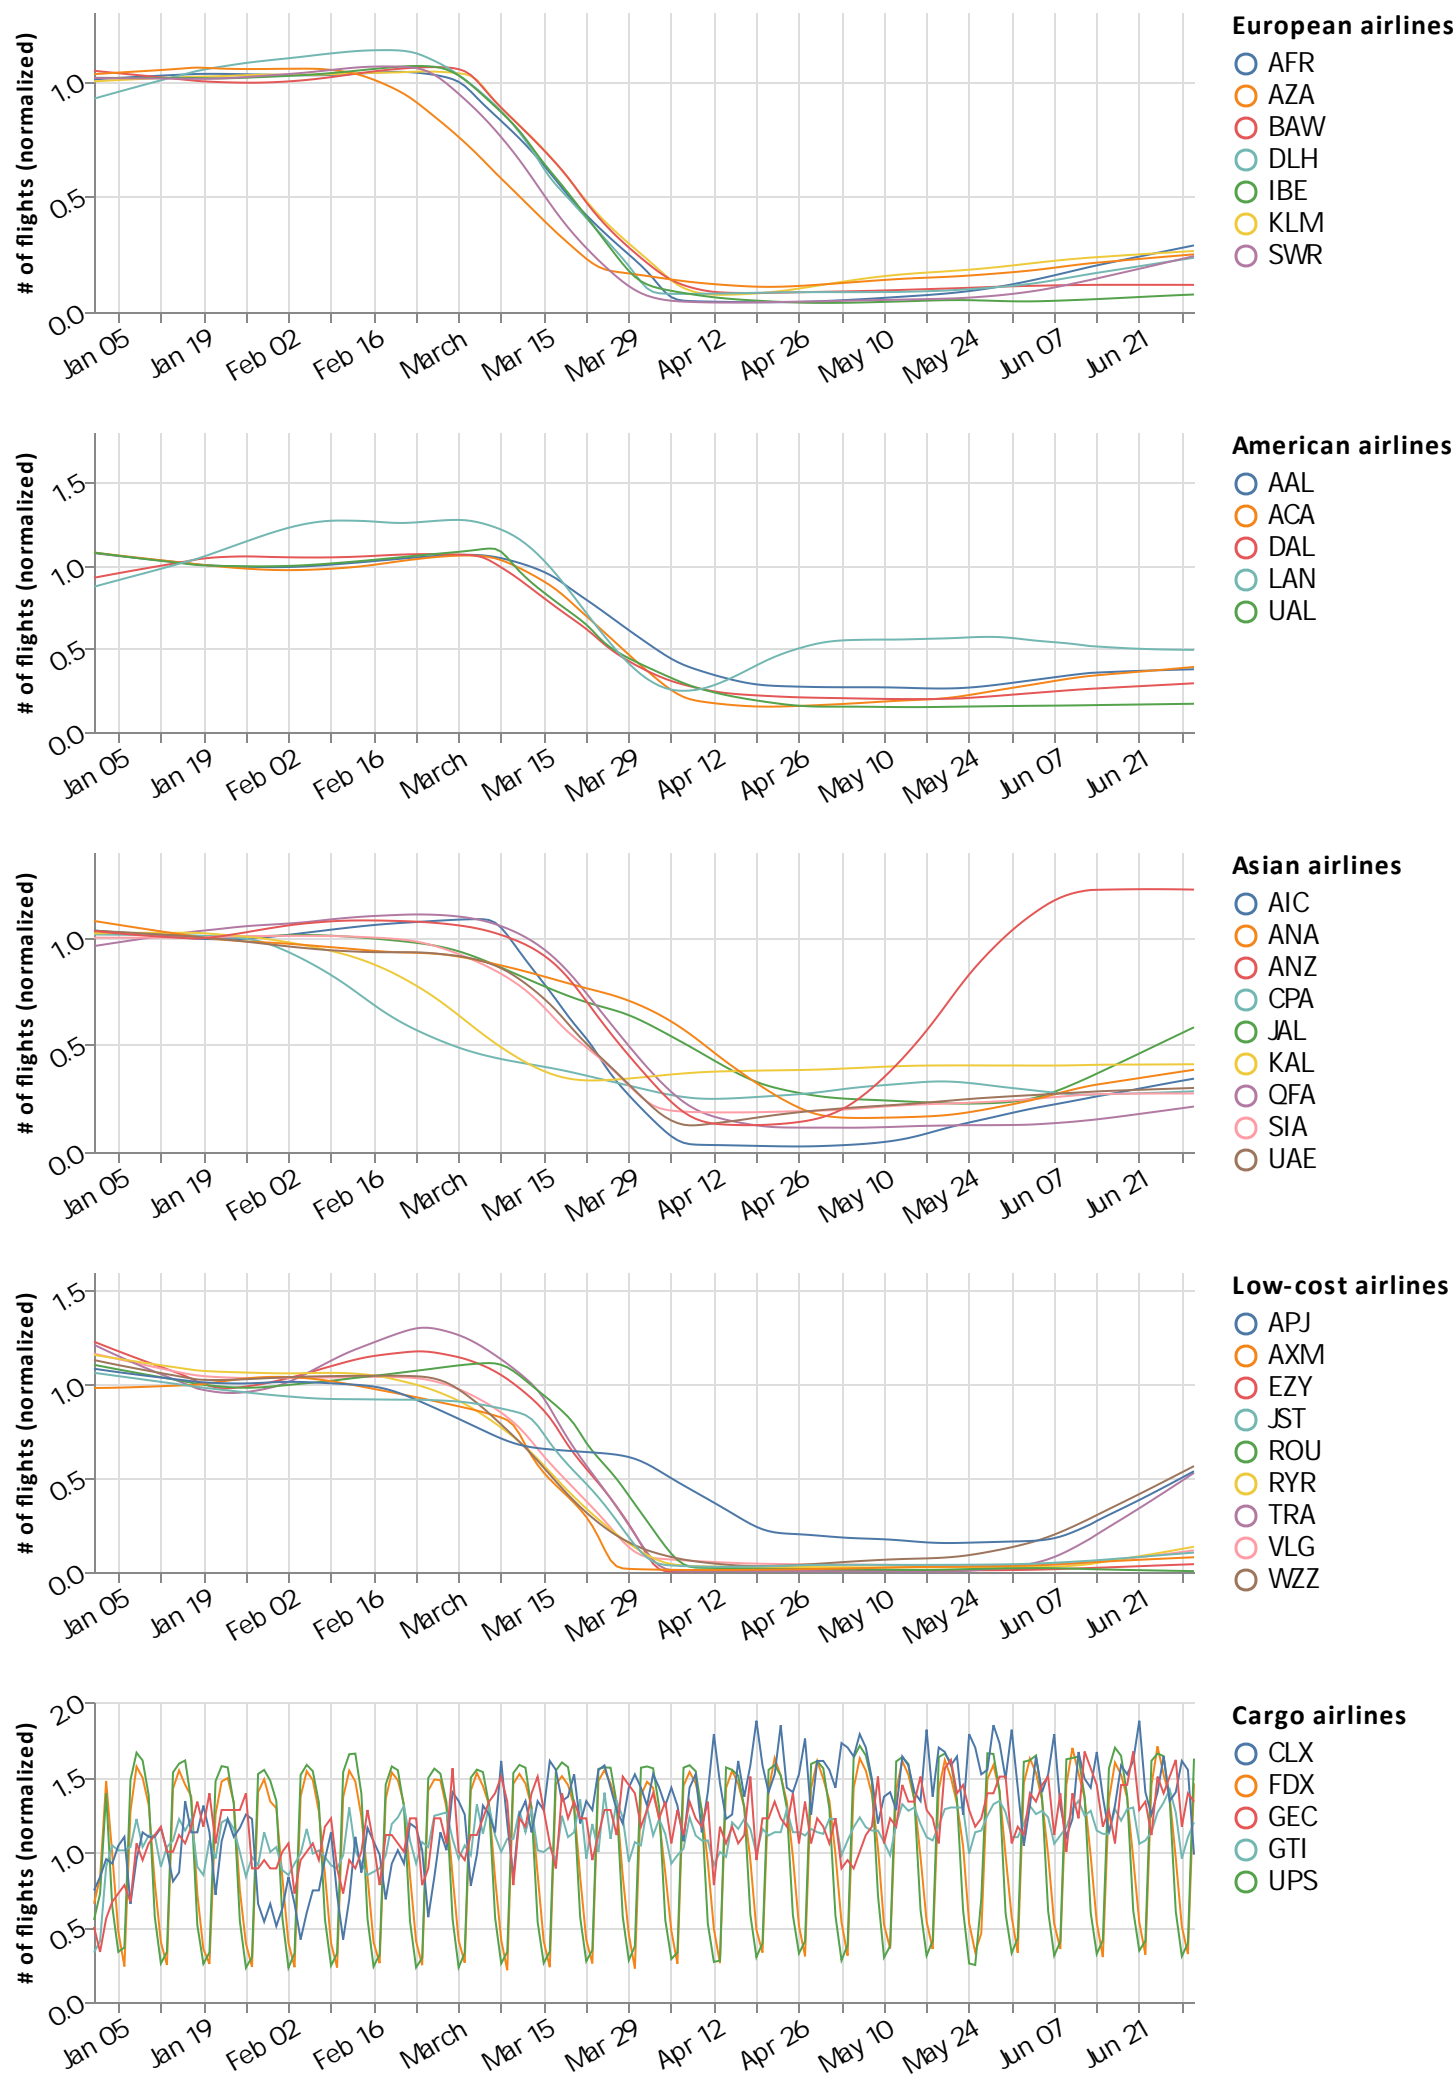 European airlines
AFR
AZA
BAW
DLH
IBE
KLM
SWR
# of flights (normalized)
1.0
0.5
0.0
Jan 05 Jan 19 Feb 02 Feb 16 March Mar 15 Mar 29 Apr 12 Apr 26 May 10 May 24 Jun 07 Jun 21
American airlines
AAL
ACA
DAL
LAN
UAL
# of flights (normalized)
1.5
1.0
0.5
0.0
Jan 05 Jan 19 Feb 02 Feb 16 March Mar 15 Mar 29 Apr 12 Apr 26 May 10 May 24 Jun 07 Jun 21
Asian airlines
AIC
ANA
ANZ
CPA
JAL
KAL
QFA
SIA
UAE
# of flights (normalized)
1.0
0.5
0.0
Jan 05 Jan 19 Feb 02 Feb 16 March Mar 15 Mar 29 Apr 12 Apr 26 May 10 May 24 Jun 07 Jun 21
Low-cost airlines
APJ
AXM
EZY
JST
ROU
RYR
TRA
VLG
WZZ
# of flights (normalized)
1.5
1.0
0.5
0.0
Jan 05 Jan 19 Feb 02 Feb 16 March Mar 15 Mar 29 Apr 12 Apr 26 May 10 May 24 Jun 07 Jun 21
Cargo airlines
CLX
FDX
GEC
GTI
UPS
# of flights (normalized)
2.0
1.5
1.0
0.5
0.0
Jan 05 Jan 19 Feb 02 Feb 16 March Mar 15 Mar 29 Apr 12 Apr 26 May 10 May 24 Jun 07 Jun 21